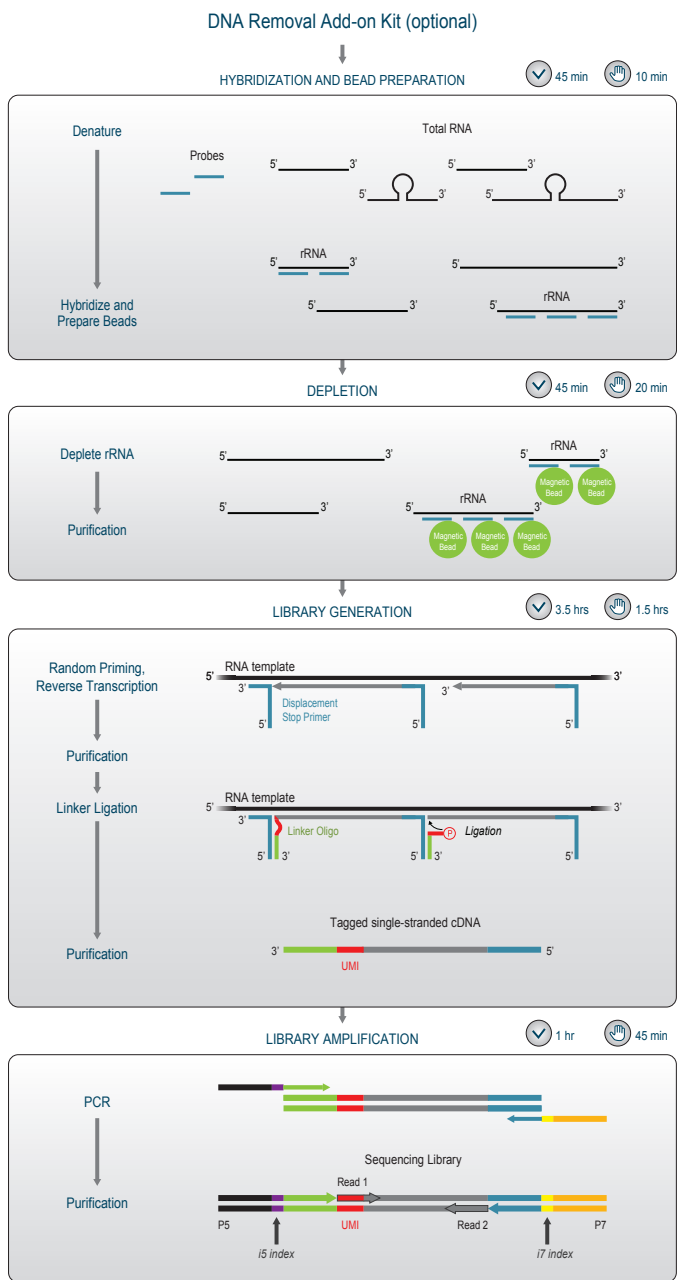 DNA Removal Add-on Kit (optional)
HYBRIDIZATION AND BEAD PREPARATION
45 min
10 min
Denature
Total RNA
Probes
5’
3’
5’
3’
5’
3’
5’
3’
rRNA
5’
3’
5’
3’
Hybridize and
Prepare Beads
5’
3’
rRNA
5’
3’
DEPLETION
45 min
20 min
Deplete rRNA
5’
3’
rRNA
5’
3’
Magnetic
Bead
Magnetic
Bead
Purification
5’
3’
rRNA
5’
3’
Magnetic
Bead
Magnetic
Bead
Magnetic
Bead
LIBRARY GENERATION
3.5 hrs
1.5 hrs
Random Priming,
Reverse Transcription
5’
RNA template
3’
3’
3’
Displacement
Stop Primer
5’
5’
5’
Purification
Linker Ligation
5’
RNA template
3’
3’
Linker Oligo
P
Ligation
5’
3’
5’
3’
5’
Tagged single-stranded cDNA
Purification
3’
5’
UMI
LIBRARY AMPLIFICATION
1 hr
45 min
PCR
Sequencing Library
Read 1
Purification
P5
UMI
Read 2
P7
i5 index
i7 index